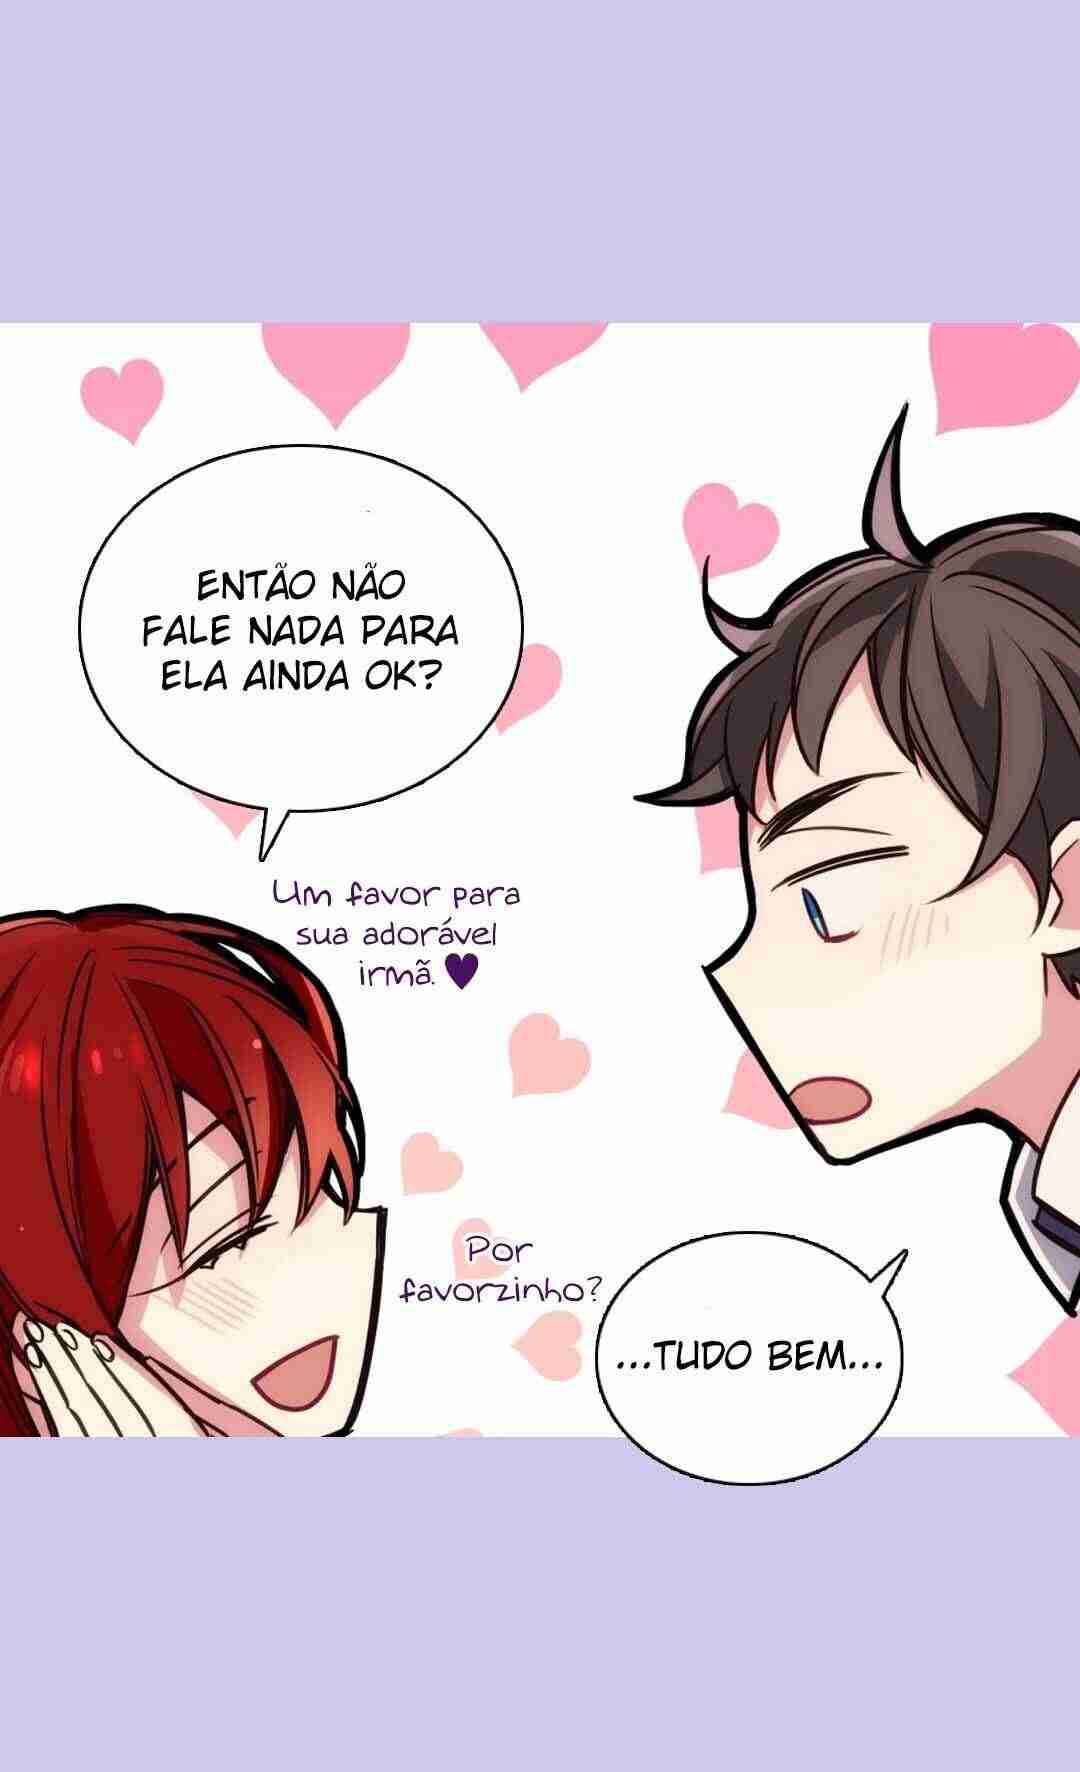 ENTÃO NÃO
FALE NADA PARA
ELA AINDA OK?
Um favor para
sua adorável
irmã.
Por
favorzinho?
...TUDO BEM...